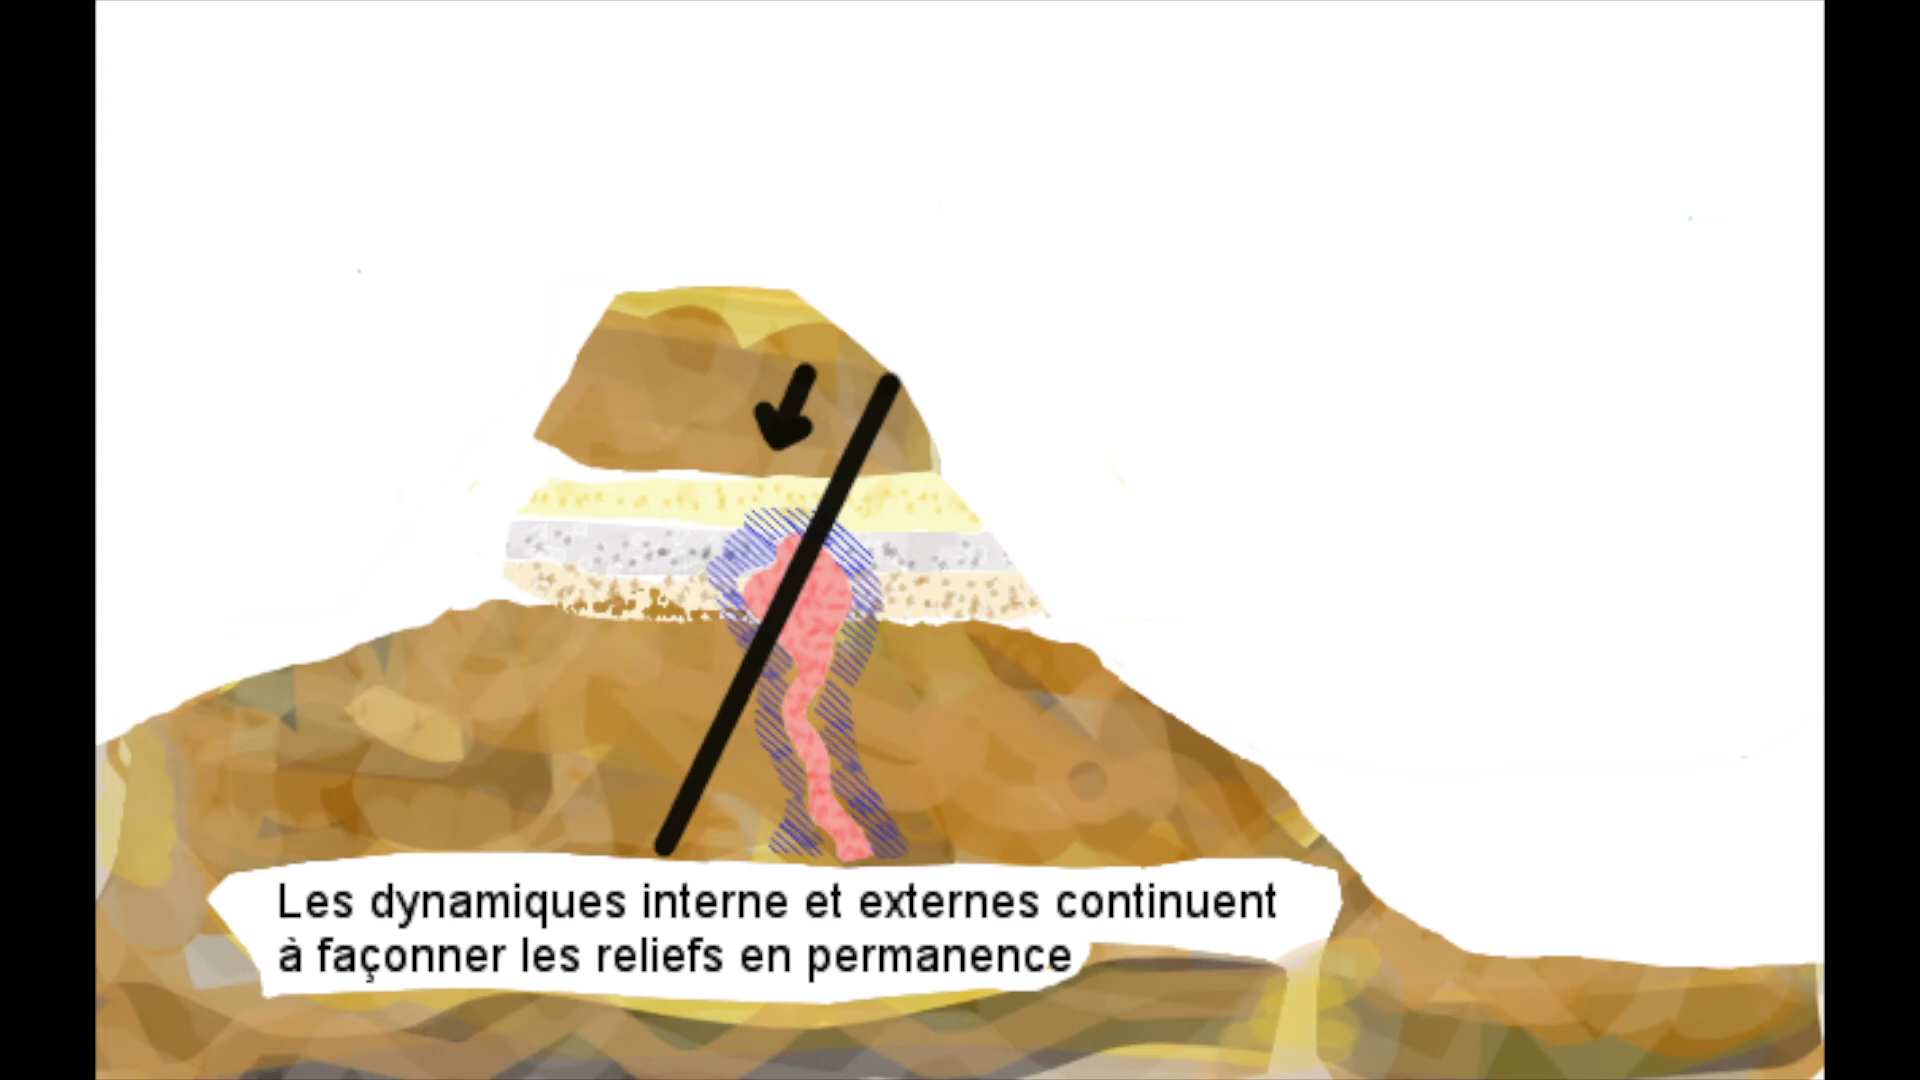 Les dynamiques interne et externes continuent
à façonner les reliefs en permanence